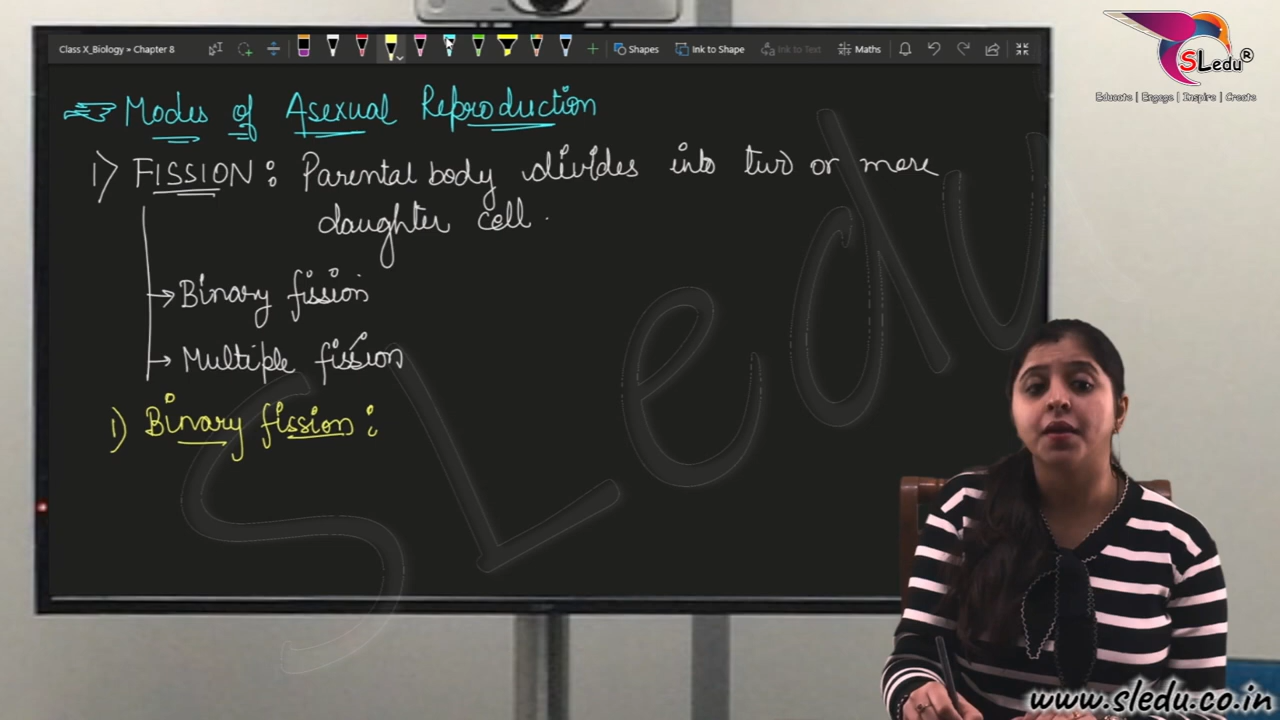 Class X_Biology » Chapter 8
Shapes
Ink to Shape
Ink to Text
Maths
SLedu®
Educate | Engage | Inspire | Create
Modes of Asexual Reproduction
1) FISSION : Parental body divides into two or more
daughter cell.
→ Binary fission
→ Multiple fission
1) Binary fission :
SLedu
www.sledu.co.in